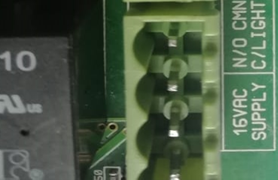 10
N/O CMN
C/LIGHT
16VAC
SUPPLY